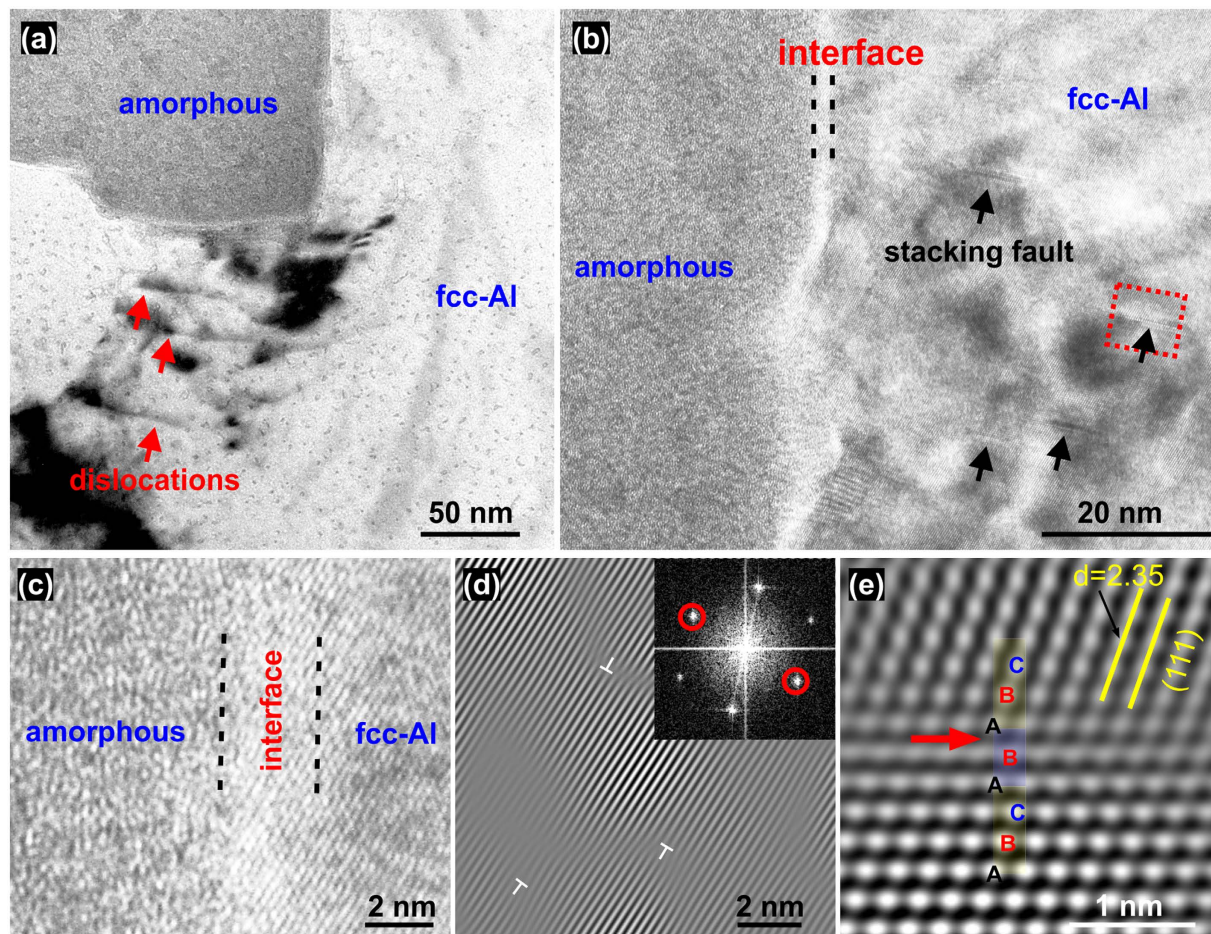 (a)
amorphous
fcc-Al
dislocations
50 nm
(b)
interface
fcc-Al
stacking fault
amorphous
20 nm
(c)
amorphous
interface
fcc-Al
2 nm
(d)
2 nm
(e)
d=2.35
(111)
C
B
A
B
A
C
B
A
1 nm